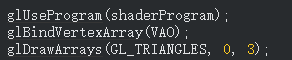 glUseProgram(shaderProgram);
glBindVertexArray(VAO);
glDrawArrays(GL_TRIANGLES, 0, 3);